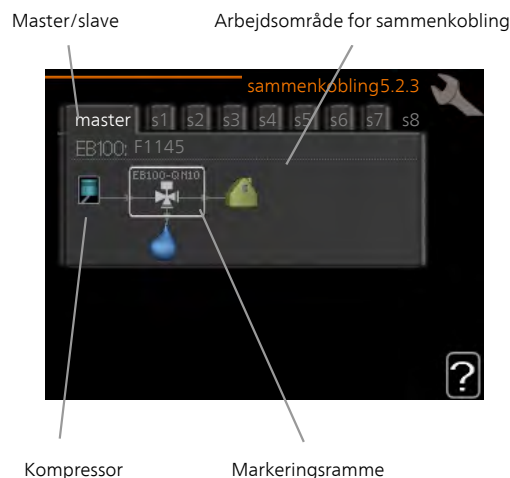 Master/slave Arbejdsområde for sammenkobling
sammenkobling5.2.3
master s1 s2 s3 s4 s5 s6 s7 s8
EB100: F1145
EB100-QN10
?
Kompressor Markeringsramme